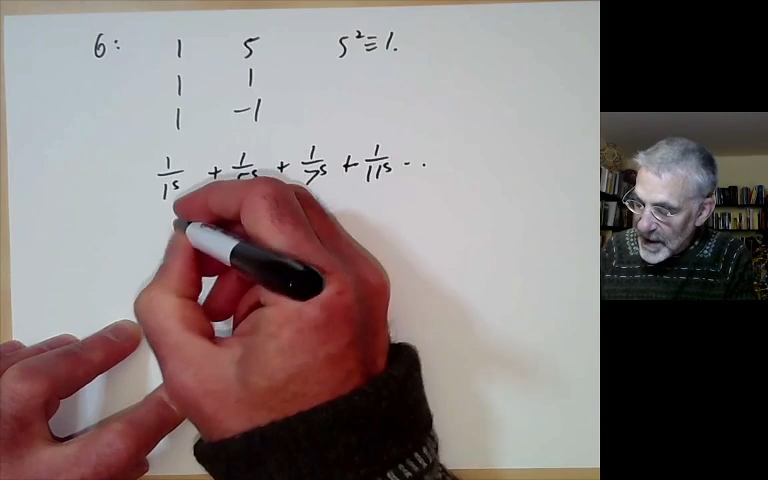 6: 1 5 5² ≡ 1.
1 1
1 -1
1/1ˢ + 1/5ˢ + 1/7ˢ + 1/11ˢ ...